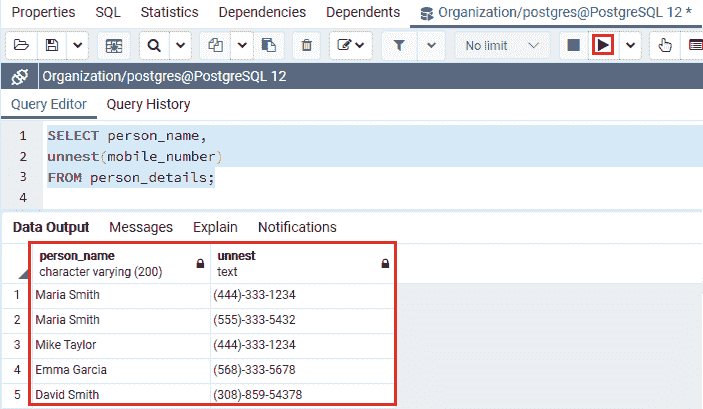 Properties SQL Statistics Dependencies Dependents Organization/postgres@PostgreSQL 12 *
No limit
Organization/postgres@PostgreSQL 12
Query Editor Query History
1 SELECT person_name,
2 unnest(mobile_number)
3 FROM person_details;
4
Data Output Messages Explain Notifications
person_name unnest
character varying (200) text
1 Maria Smith (444)-333-1234
2 Maria Smith (555)-333-5432
3 Mike Taylor (444)-333-1234
4 Emma Garcia (568)-333-5678
5 David Smith (308)-859-54378